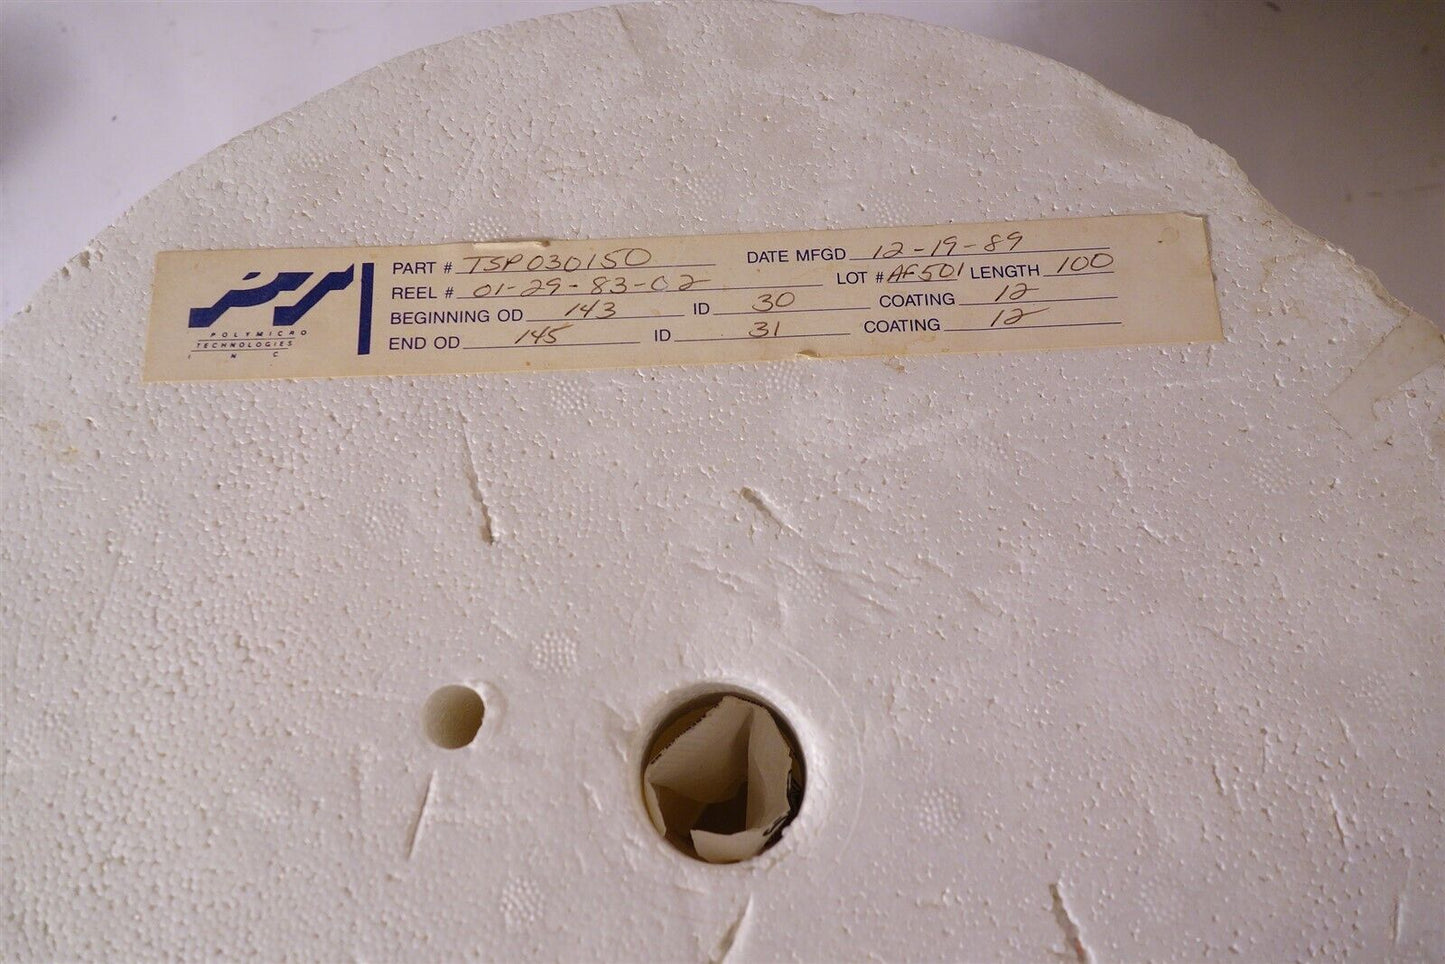 POLYMICRO
TECHNOLOGIES
INC
PART # TSP030150 DATE MFGD 12-19-89
REEL # 01-29-83-02 LOT # AF501 LENGTH 100
BEGINNING OD 143 ID 30 COATING 12
END OD 145 ID 31 COATING 12